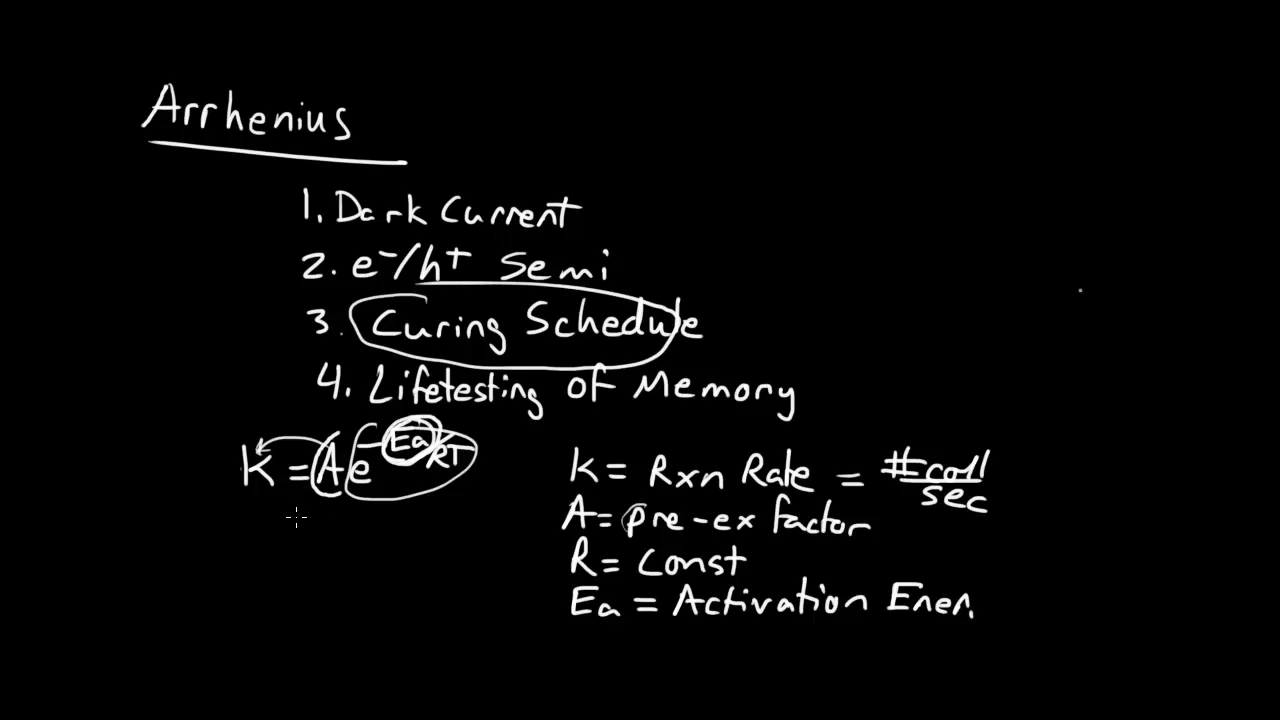 Arrhenius
1. Dark Current
2. e⁻/h⁺ Semi
3. Curing Schedule
4. Lifetesting of Memory
K = Ae^-Ea/RT
K = Rxn Rate = #coll/sec
A = pre-ex factor
R = Const
Ea = Activation Ener.